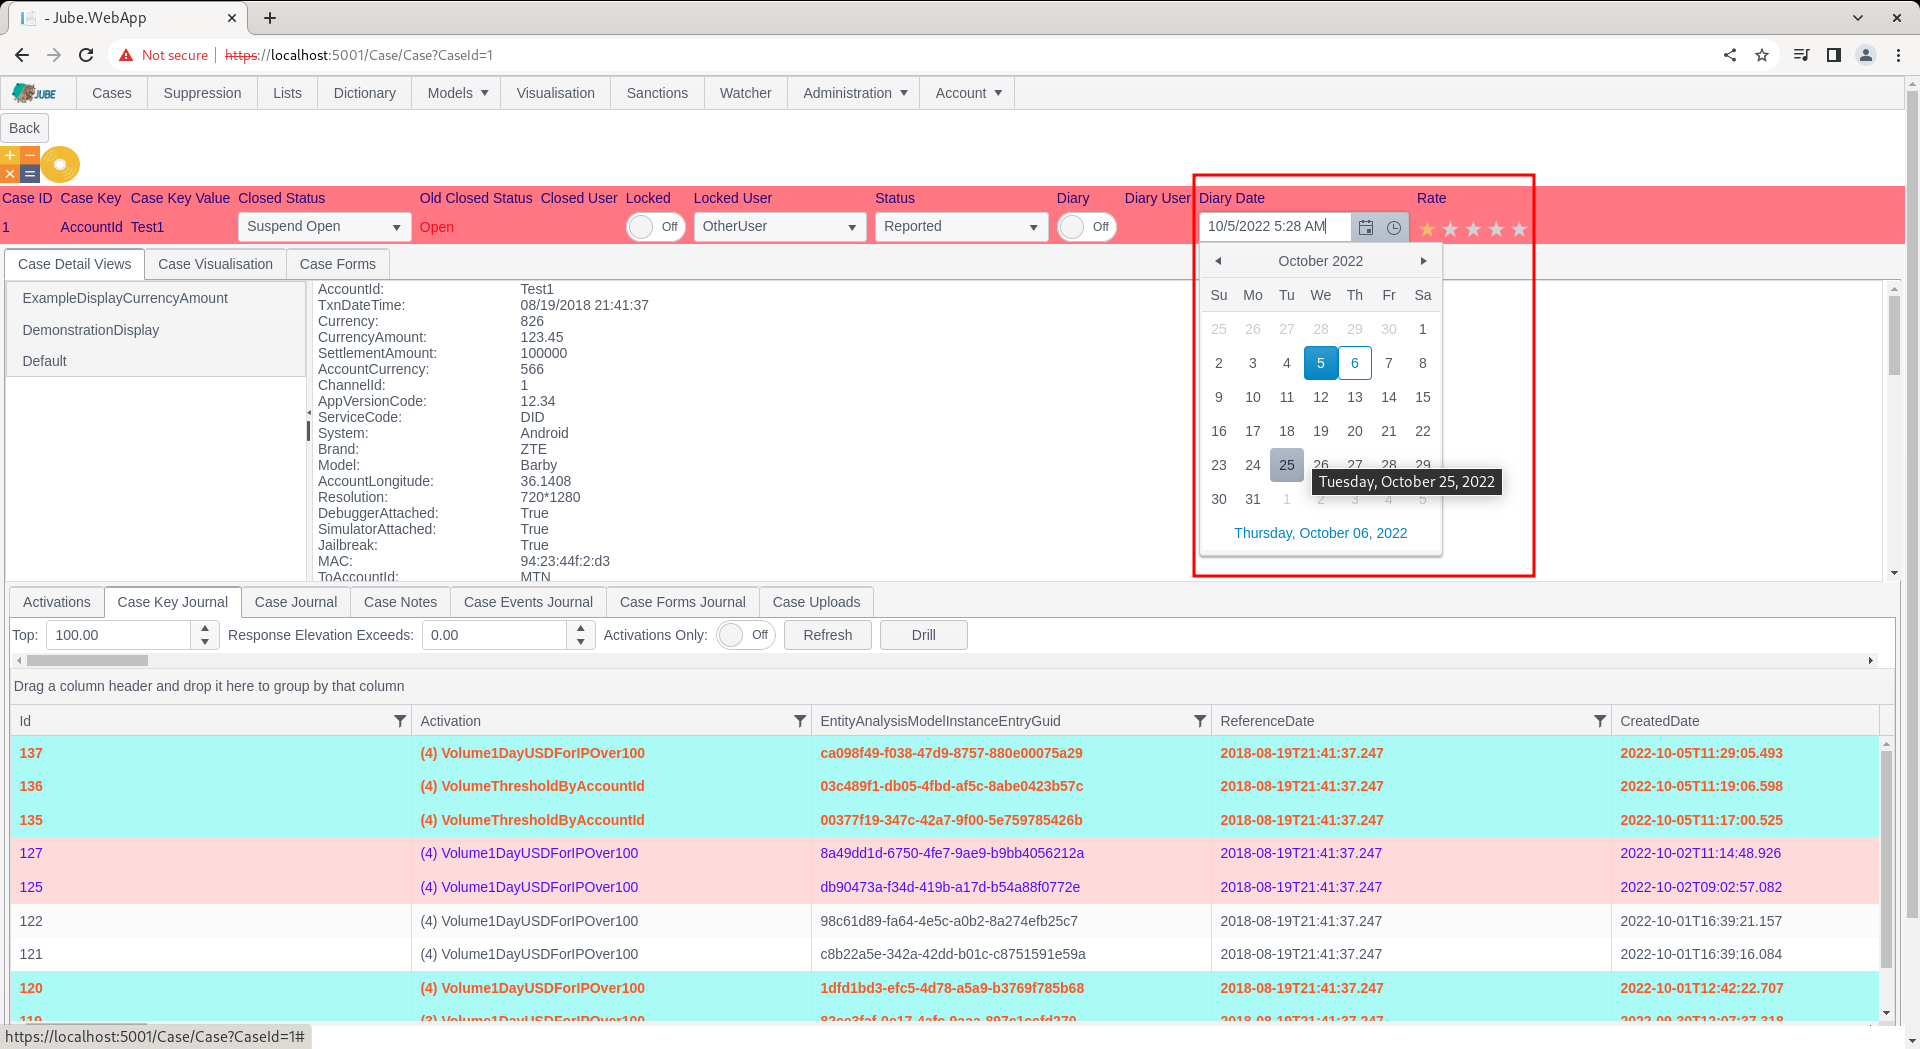 - Jube.WebApp
Not secure https://localhost:5001/Case/Case?CaseId=1
JUBE Cases Suppression Lists Dictionary Models Visualisation Sanctions Watcher Administration Account
Back
Case ID Case Key Case Key Value Closed Status Old Closed Status Closed User Locked Locked User Status Diary Diary User Diary Date Rate
1 AccountId Test1 Suspend Open Open Off OtherUser Reported Off 10/5/2022 5:28 AM
Case Detail Views Case Visualisation Case Forms
ExampleDisplayCurrencyAmount
DemonstrationDisplay
Default
AccountId: Test1
TxnDateTime: 08/19/2018 21:41:37
Currency: 826
CurrencyAmount: 123.45
SettlementAmount: 100000
AccountCurrency: 566
ChannelId: 1
AppVersionCode: 12.34
ServiceCode: DID
System: Android
Brand: ZTE
Model: Barby
AccountLongitude: 36.1408
Resolution: 720*1280
DebuggerAttached: True
SimulatorAttached: True
Jailbreak: True
MAC: 94:23:44f:2:d3
ToAccountId: MTN
October 2022
Su Mo Tu We Th Fr Sa
25 26 27 28 29 30 1
2 3 4 5 6 7 8
9 10 11 12 13 14 15
16 17 18 19 20 21 22
23 24 25 26 27 28 29
Tuesday, October 25, 2022
30 31 1 2 3 4 5
Thursday, October 06, 2022
Activations Case Key Journal Case Journal Case Notes Case Events Journal Case Forms Journal Case Uploads
Top: 100.00 Response Elevation Exceeds: 0.00 Activations Only: Off Refresh Drill
Drag a column header and drop it here to group by that column
Id Activation EntityAnalysisModelInstanceEntryGuid ReferenceDate CreatedDate
137 (4) Volume1DayUSDForIPOver100 ca098f49-f038-47d9-8757-880e00075a29 2018-08-19T21:41:37.247 2022-10-05T11:29:05.493
136 (4) VolumeThresholdByAccountId 03c489f1-db05-4fbd-af5c-8abe0423b57c 2018-08-19T21:41:37.247 2022-10-05T11:19:06.598
135 (4) VolumeThresholdByAccountId 00377f19-347c-42a7-9f00-5e759785426b 2018-08-19T21:41:37.247 2022-10-05T11:17:00.525
127 (4) Volume1DayUSDForIPOver100 8a49dd1d-6750-4fe7-9ae9-b9bb4056212a 2018-08-19T21:41:37.247 2022-10-02T11:14:48.926
125 (4) Volume1DayUSDForIPOver100 db90473a-f34d-419b-a17d-b54a88f0772e 2018-08-19T21:41:37.247 2022-10-02T09:02:57.082
122 (4) Volume1DayUSDForIPOver100 98c61d89-fa64-4e5c-a0b2-8a274efb25c7 2018-08-19T21:41:37.247 2022-10-01T16:39:21.157
121 (4) Volume1DayUSDForIPOver100 c8b22a5e-342a-42dd-b01c-c8751591e59a 2018-08-19T21:41:37.247 2022-10-01T16:39:16.084
120 (4) Volume1DayUSDForIPOver100 1dfd1bd3-efc5-4d78-a5a9-b3769f785b68 2018-08-19T21:41:37.247 2022-10-01T12:42:22.707
119 (3) Volume1DayUSDForIPOver100 2018-08-19T21:41:37.247 2022-09-30T12:07:37.318
https://localhost:5001/Case/Case?CaseId=1#